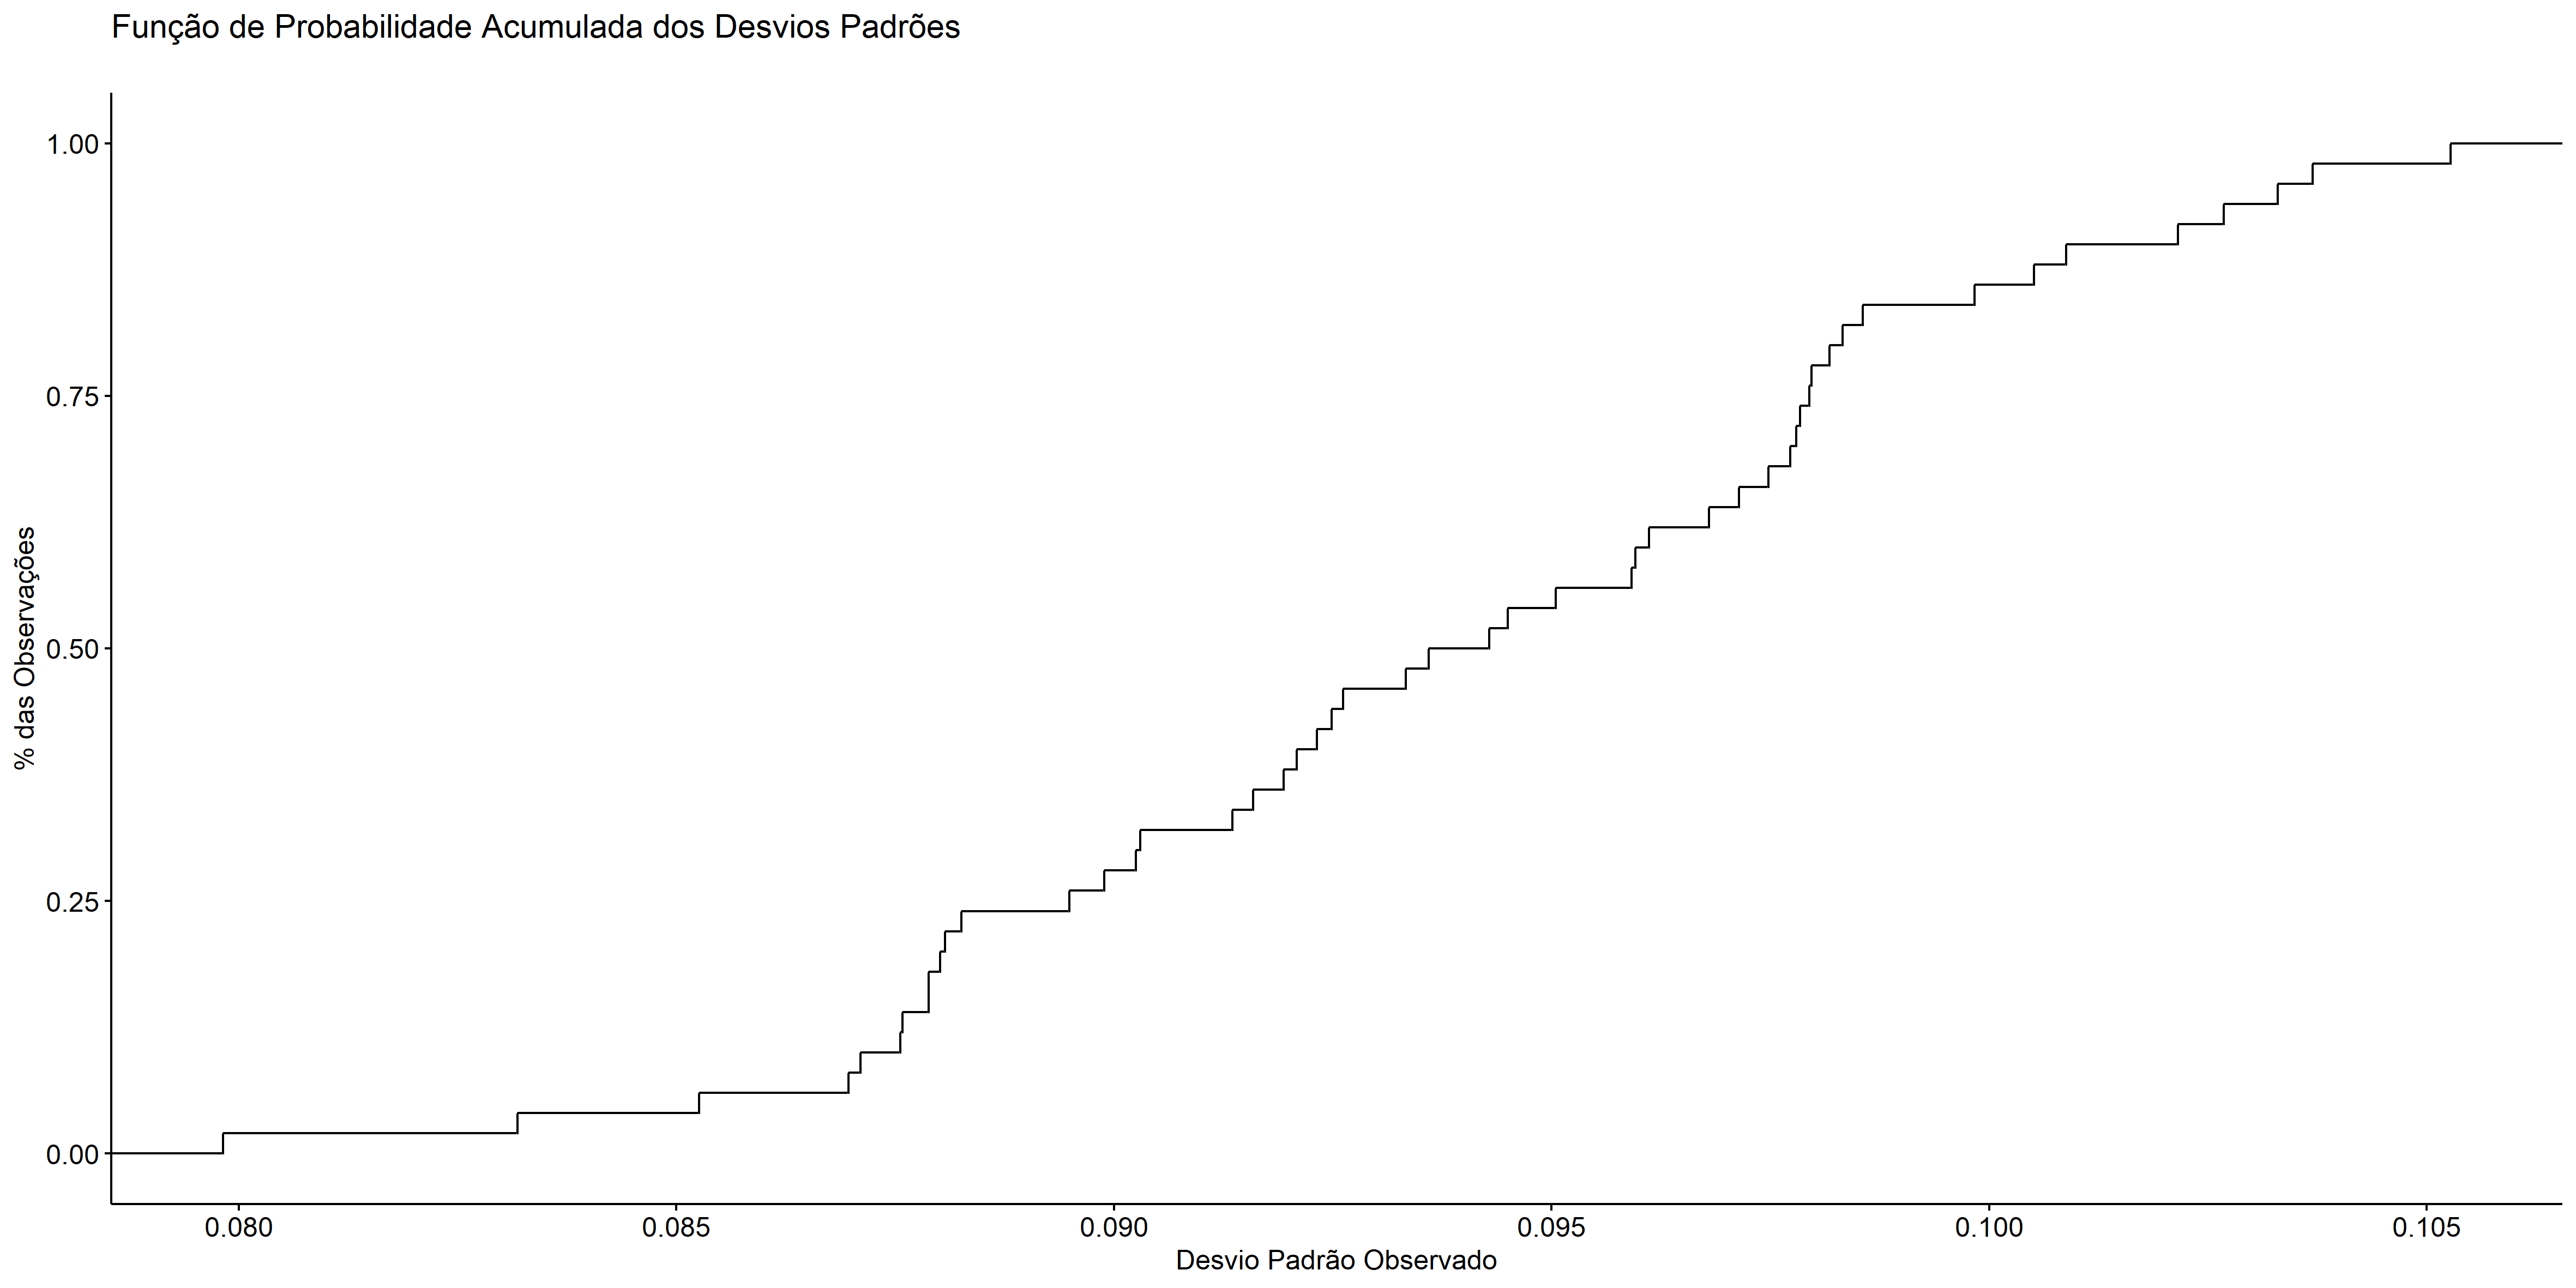 Função de Probabilidade Acumulada dos Desvios Padrões
1.00
0.75
0.50
0.25
0.00
% das Observações
0.080 0.085 0.090 0.095 0.100 0.105
Desvio Padrão Observado